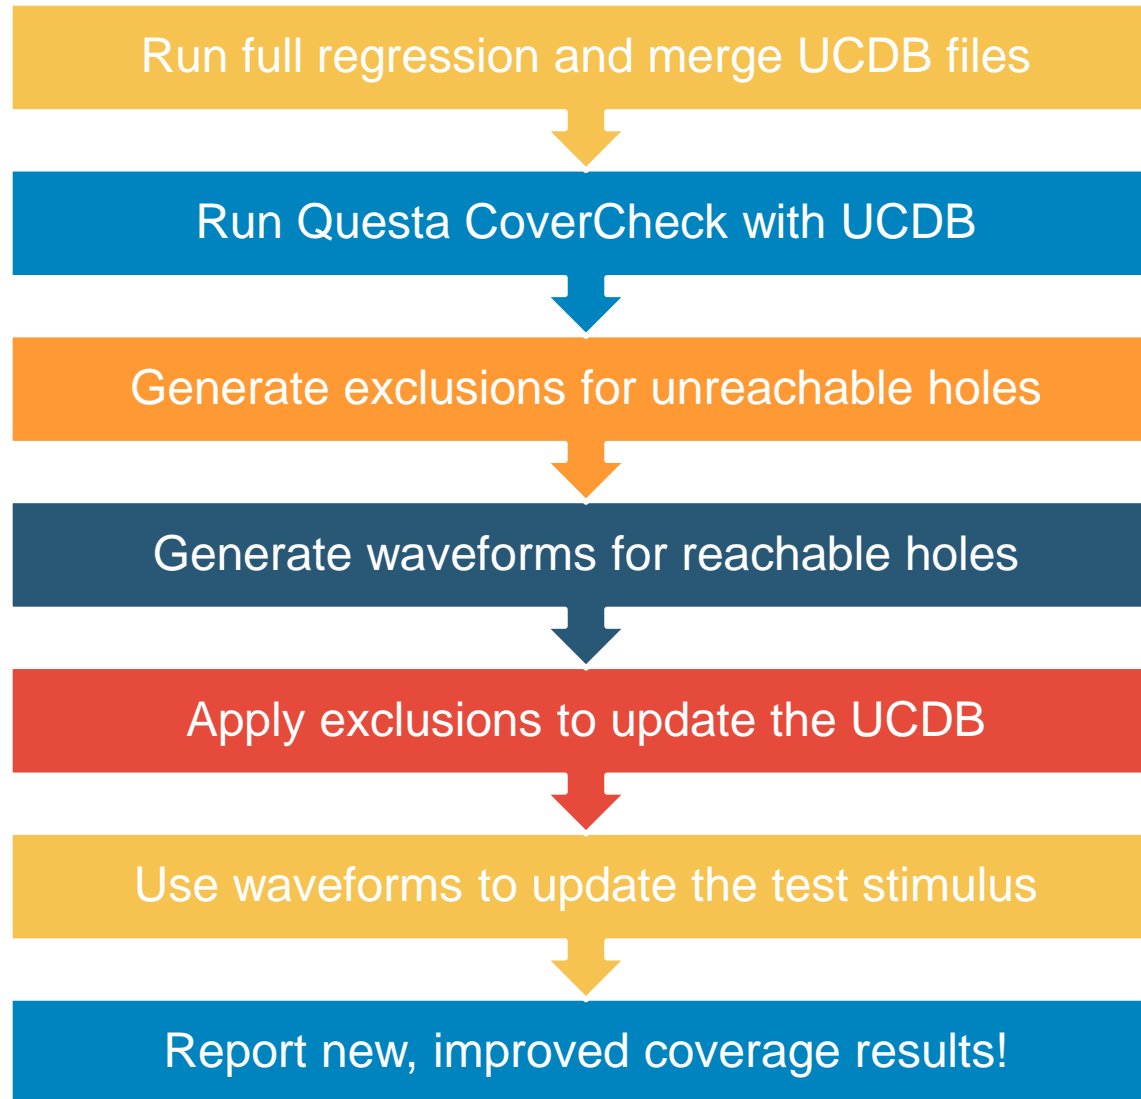 Run full regression and merge UCDB files
Run Questa CoverCheck with UCDB
Generate exclusions for unreachable holes
Generate waveforms for reachable holes
Apply exclusions to update the UCDB
Use waveforms to update the test stimulus
Report new, improved coverage results!